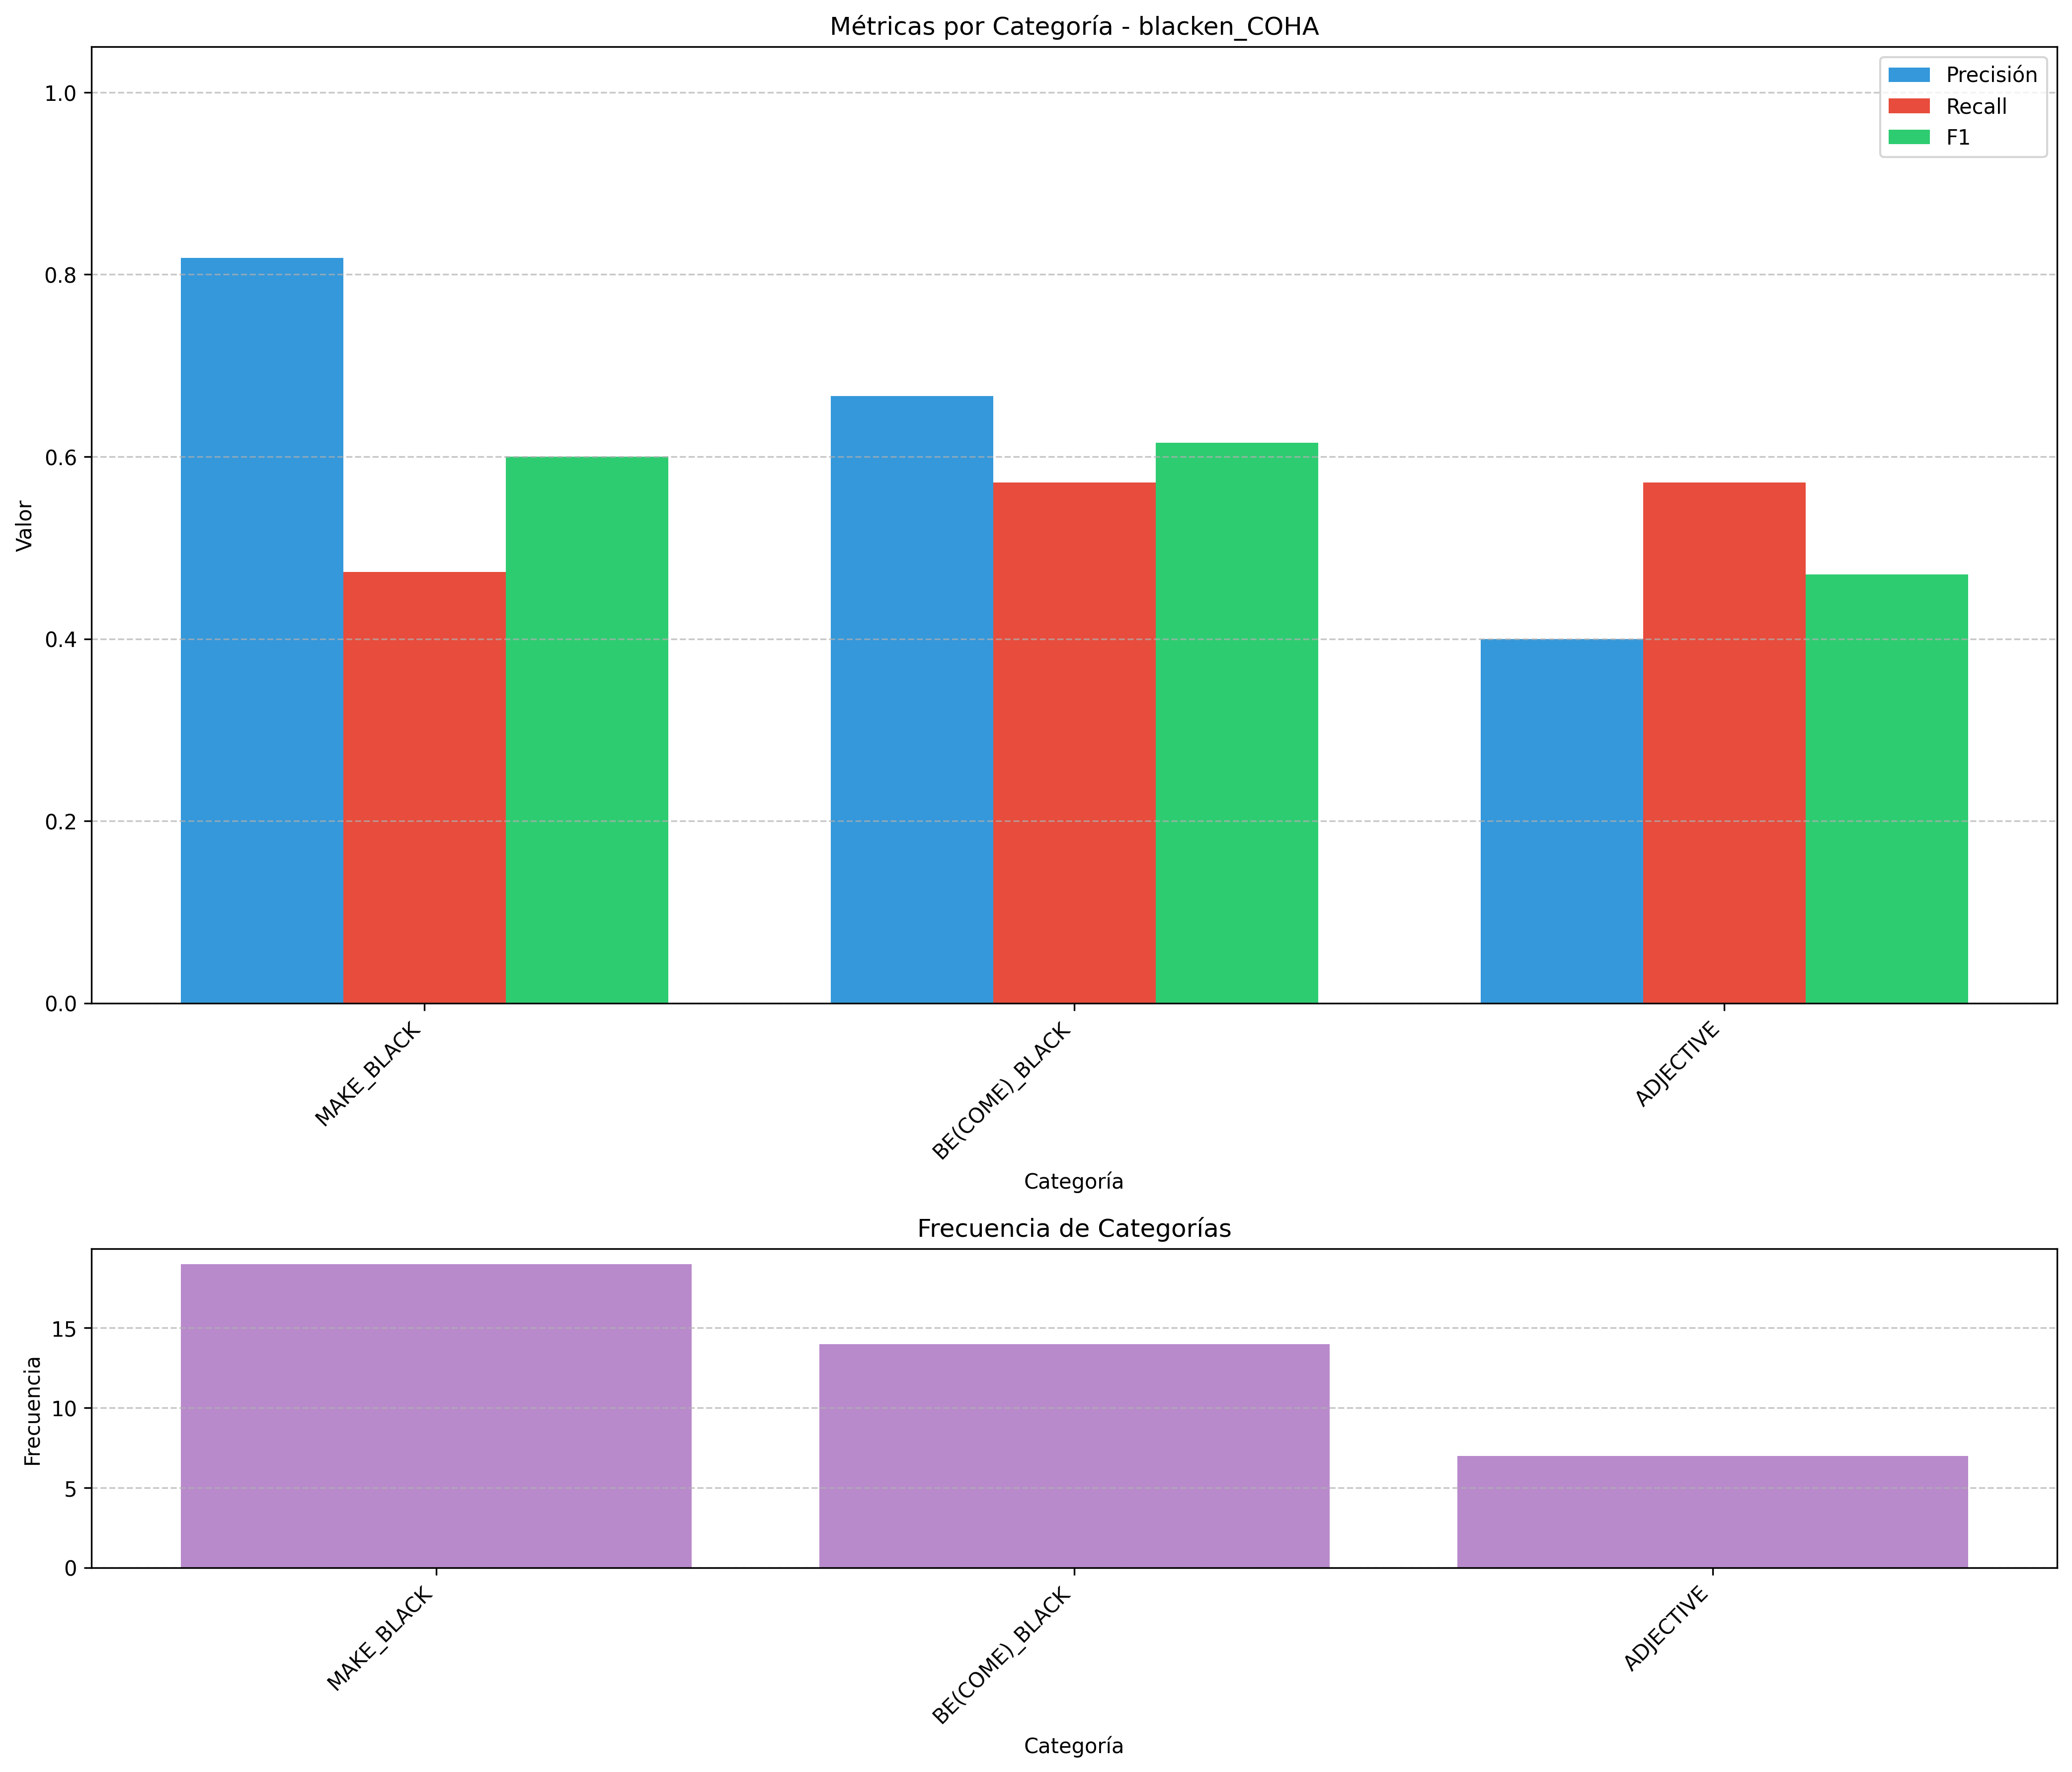 Métricas por Categoría - blacken_COHA
Precisión
Recall
F1
1.0
0.8
0.6
0.4
0.2
0.0
Valor
MAKE_BLACK
BE(COME)_BLACK
ADJECTIVE
Categoría
Frecuencia de Categorías
15
10
5
0
Frecuencia
MAKE_BLACK
BE(COME)_BLACK
ADJECTIVE
Categoría